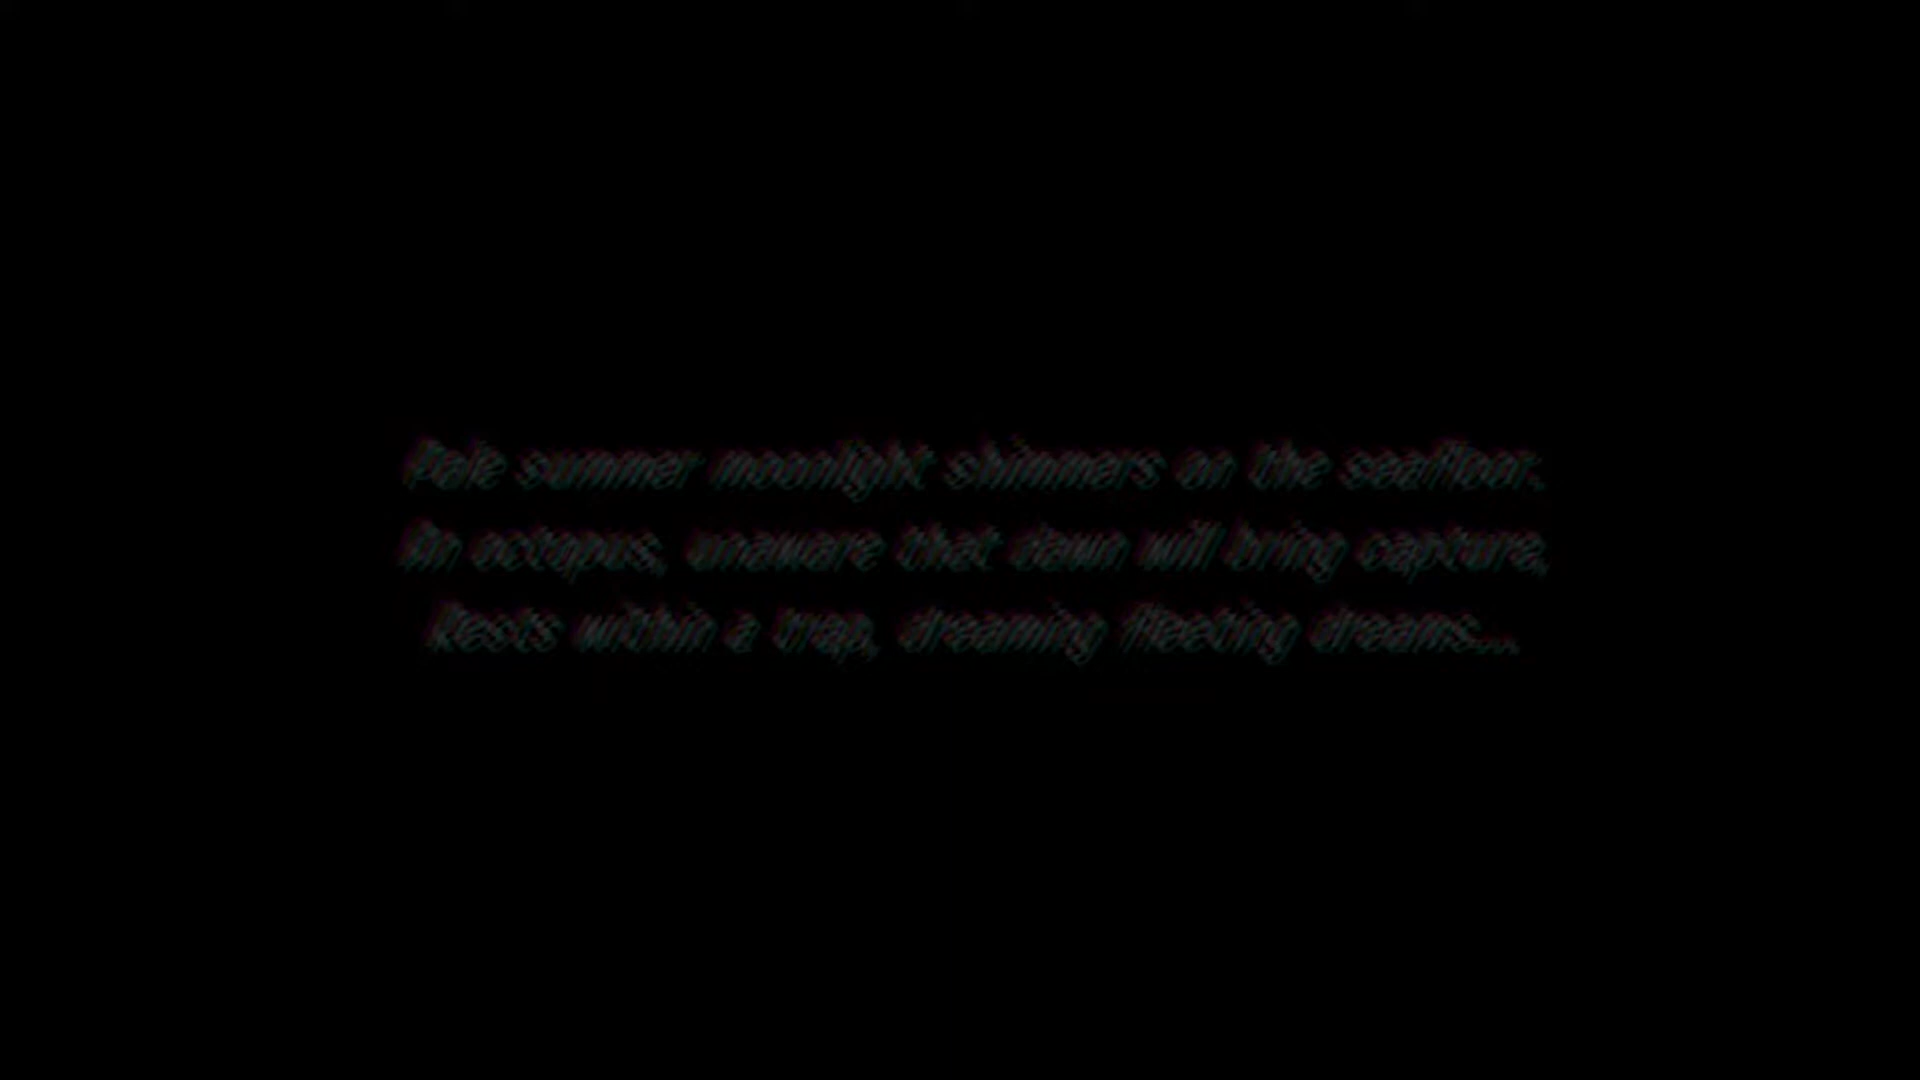 Pale summer moonlight shimmers on the seafloor.
An octopus, unaware that dawn will bring capture,
Rests within a trap, dreaming fleeting dreams...